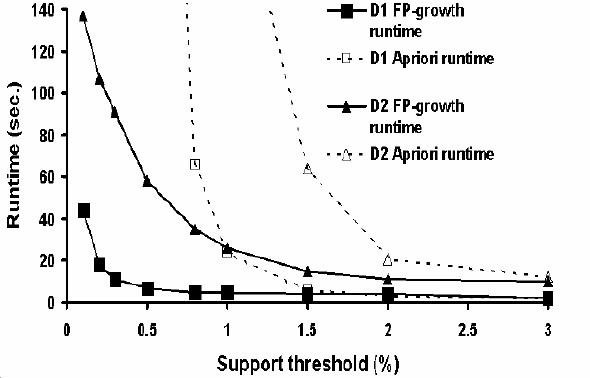 140
120
100
80
60
40
20
0
Runtime (sec.)
0 0.5 1 1.5 2 2.5 3
Support threshold (%)
D1 FP-growth
runtime
D1 Apriori runtime
D2 FP-growth
runtime
D2 Apriori runtime